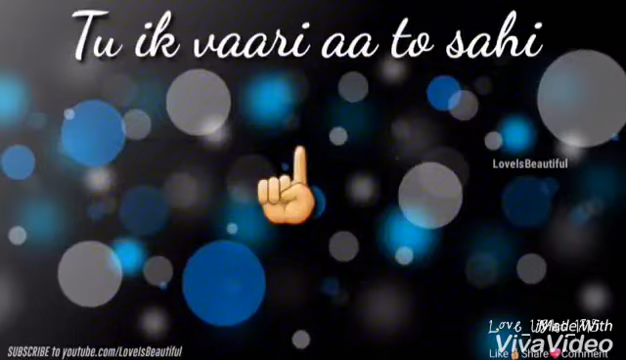 Tu ik vaari aa to sahi
LoveIsBeautiful
Made With
VivaVideo
SUBSCRIBE to youtube.com/LoveIsBeautiful
Like Share Comment